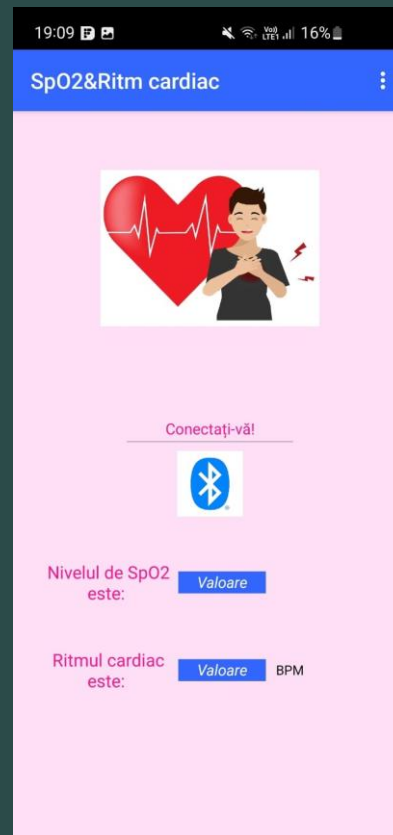 19:09 16%
SpO2&Ritm cardiac
Conectați-vă!
Nivelul de SpO2
este:
Valoare
Ritmul cardiac
este:
Valoare BPM